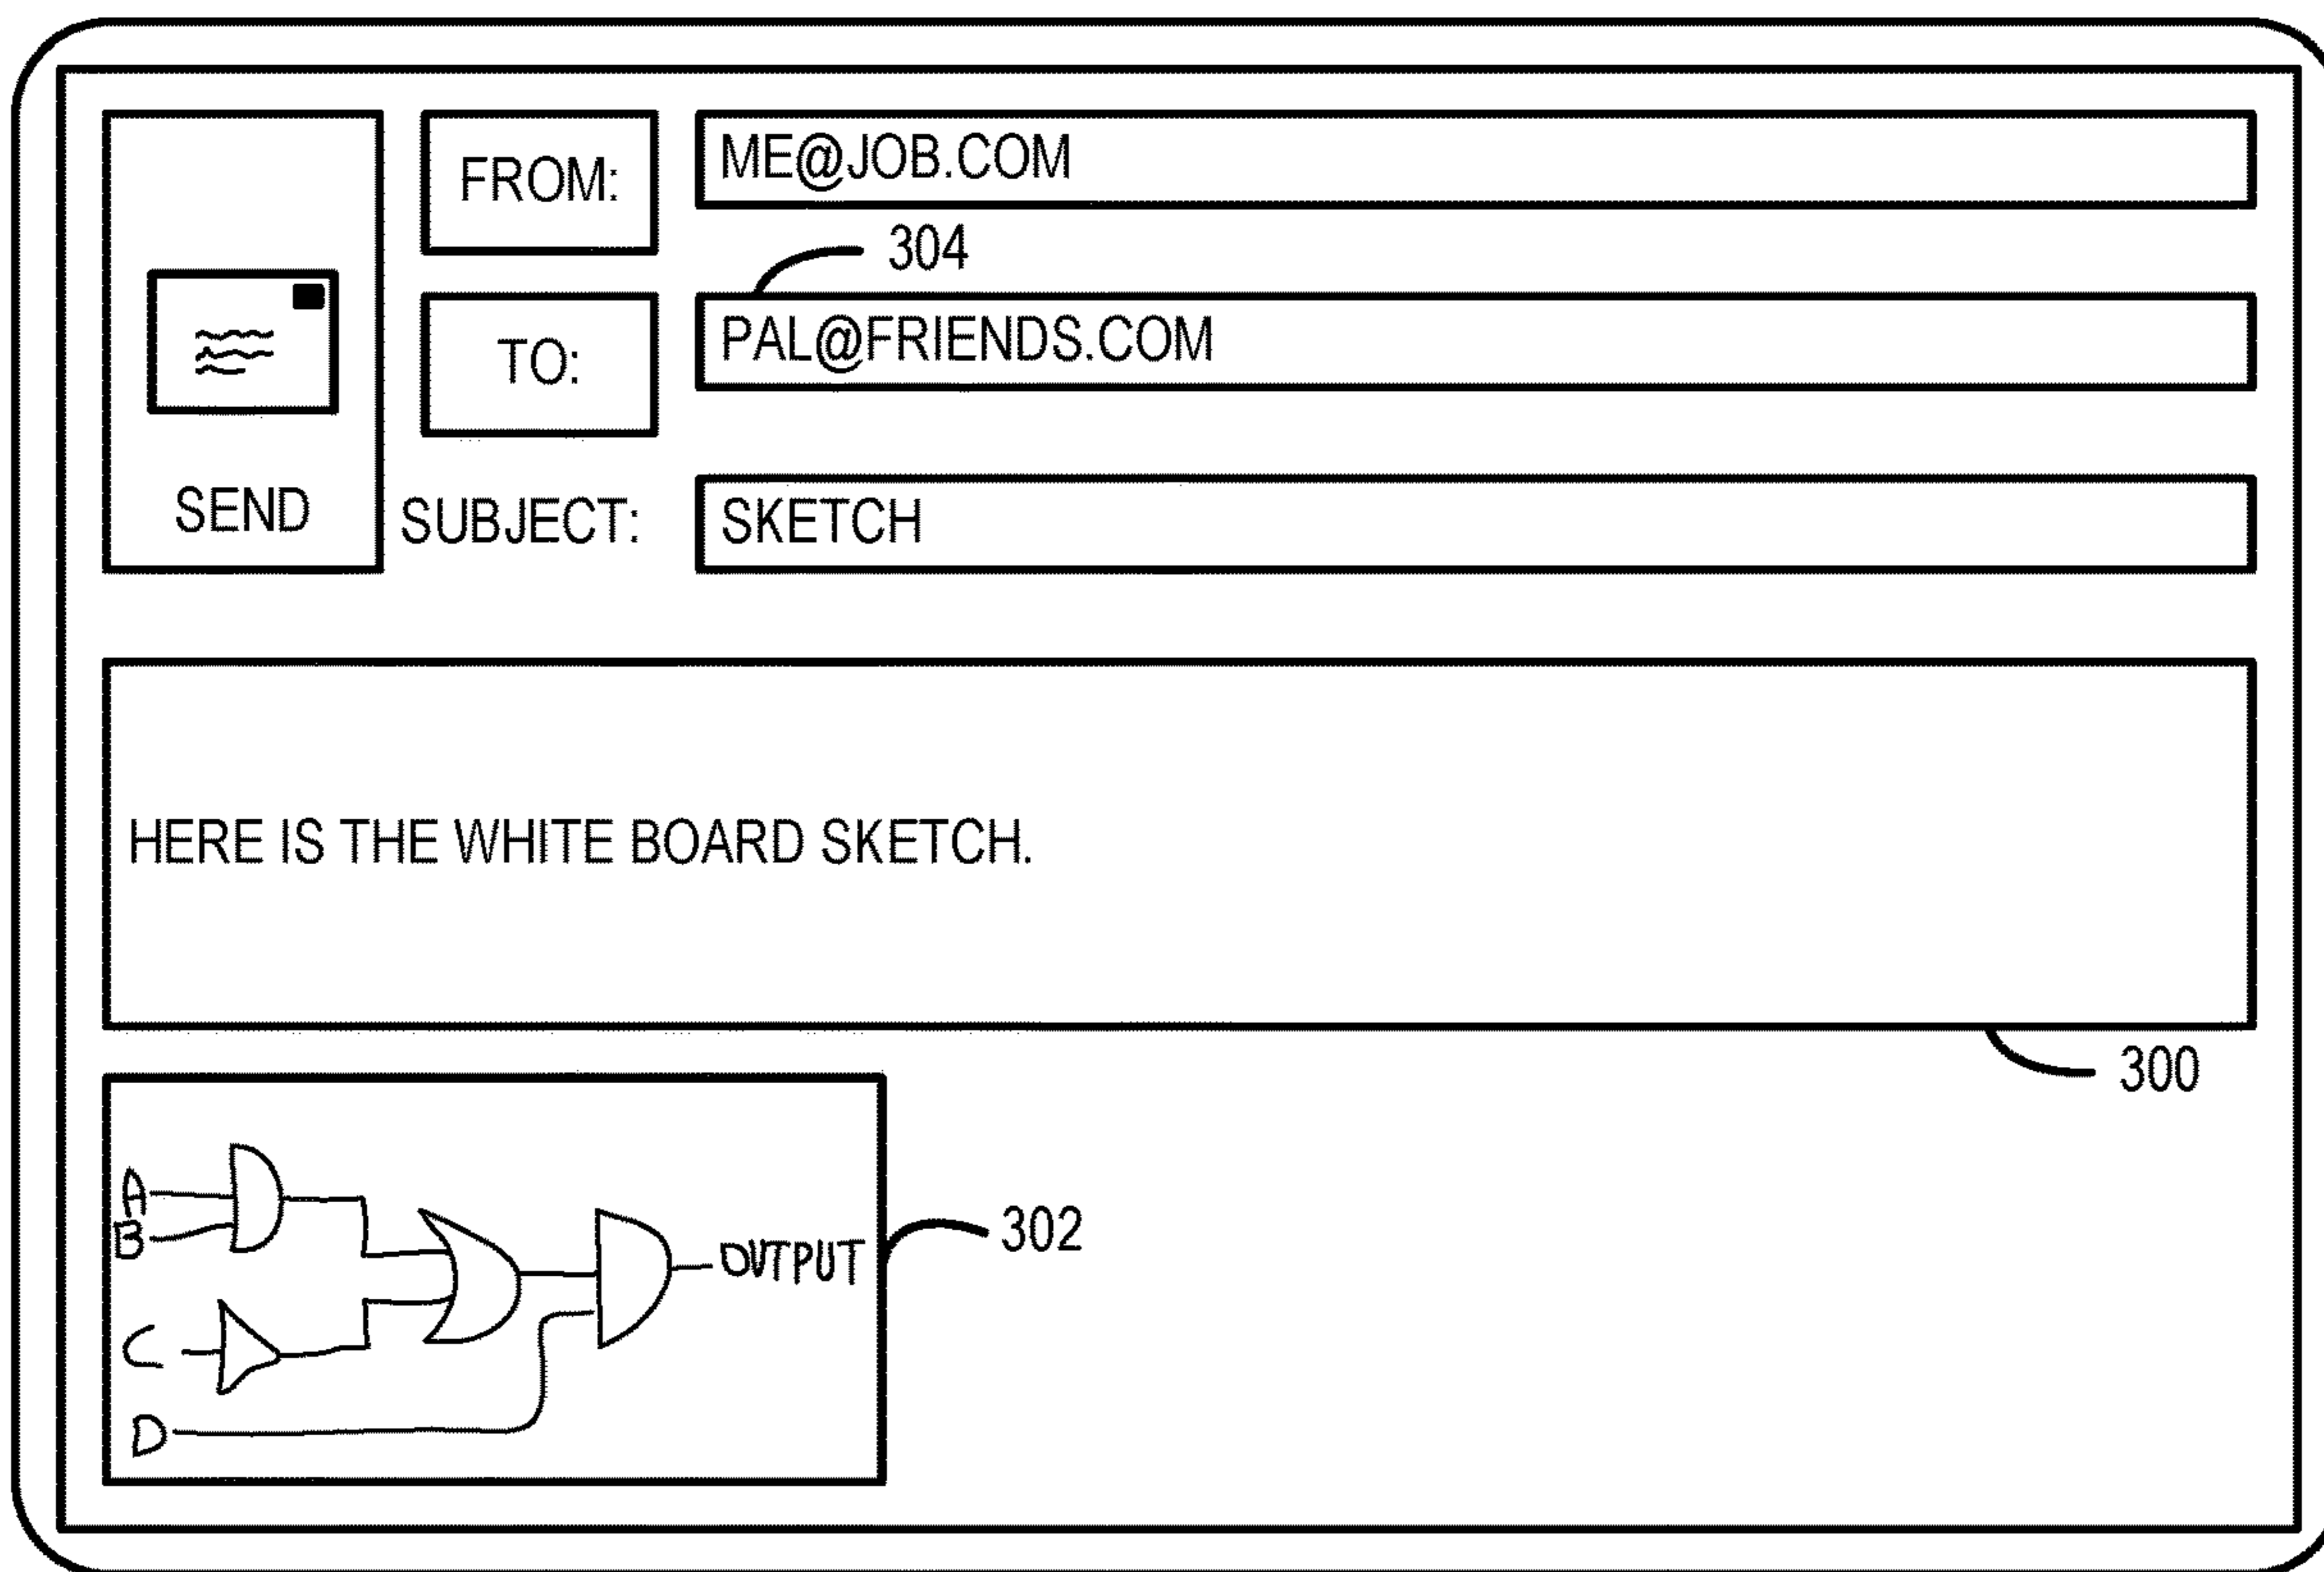 FROM:
ME@JOB.COM
304
TO:
PAL@FRIENDS.COM
SEND
SUBJECT:
SKETCH
HERE IS THE WHITE BOARD SKETCH.
300
A
B
C
D
OUTPUT
302